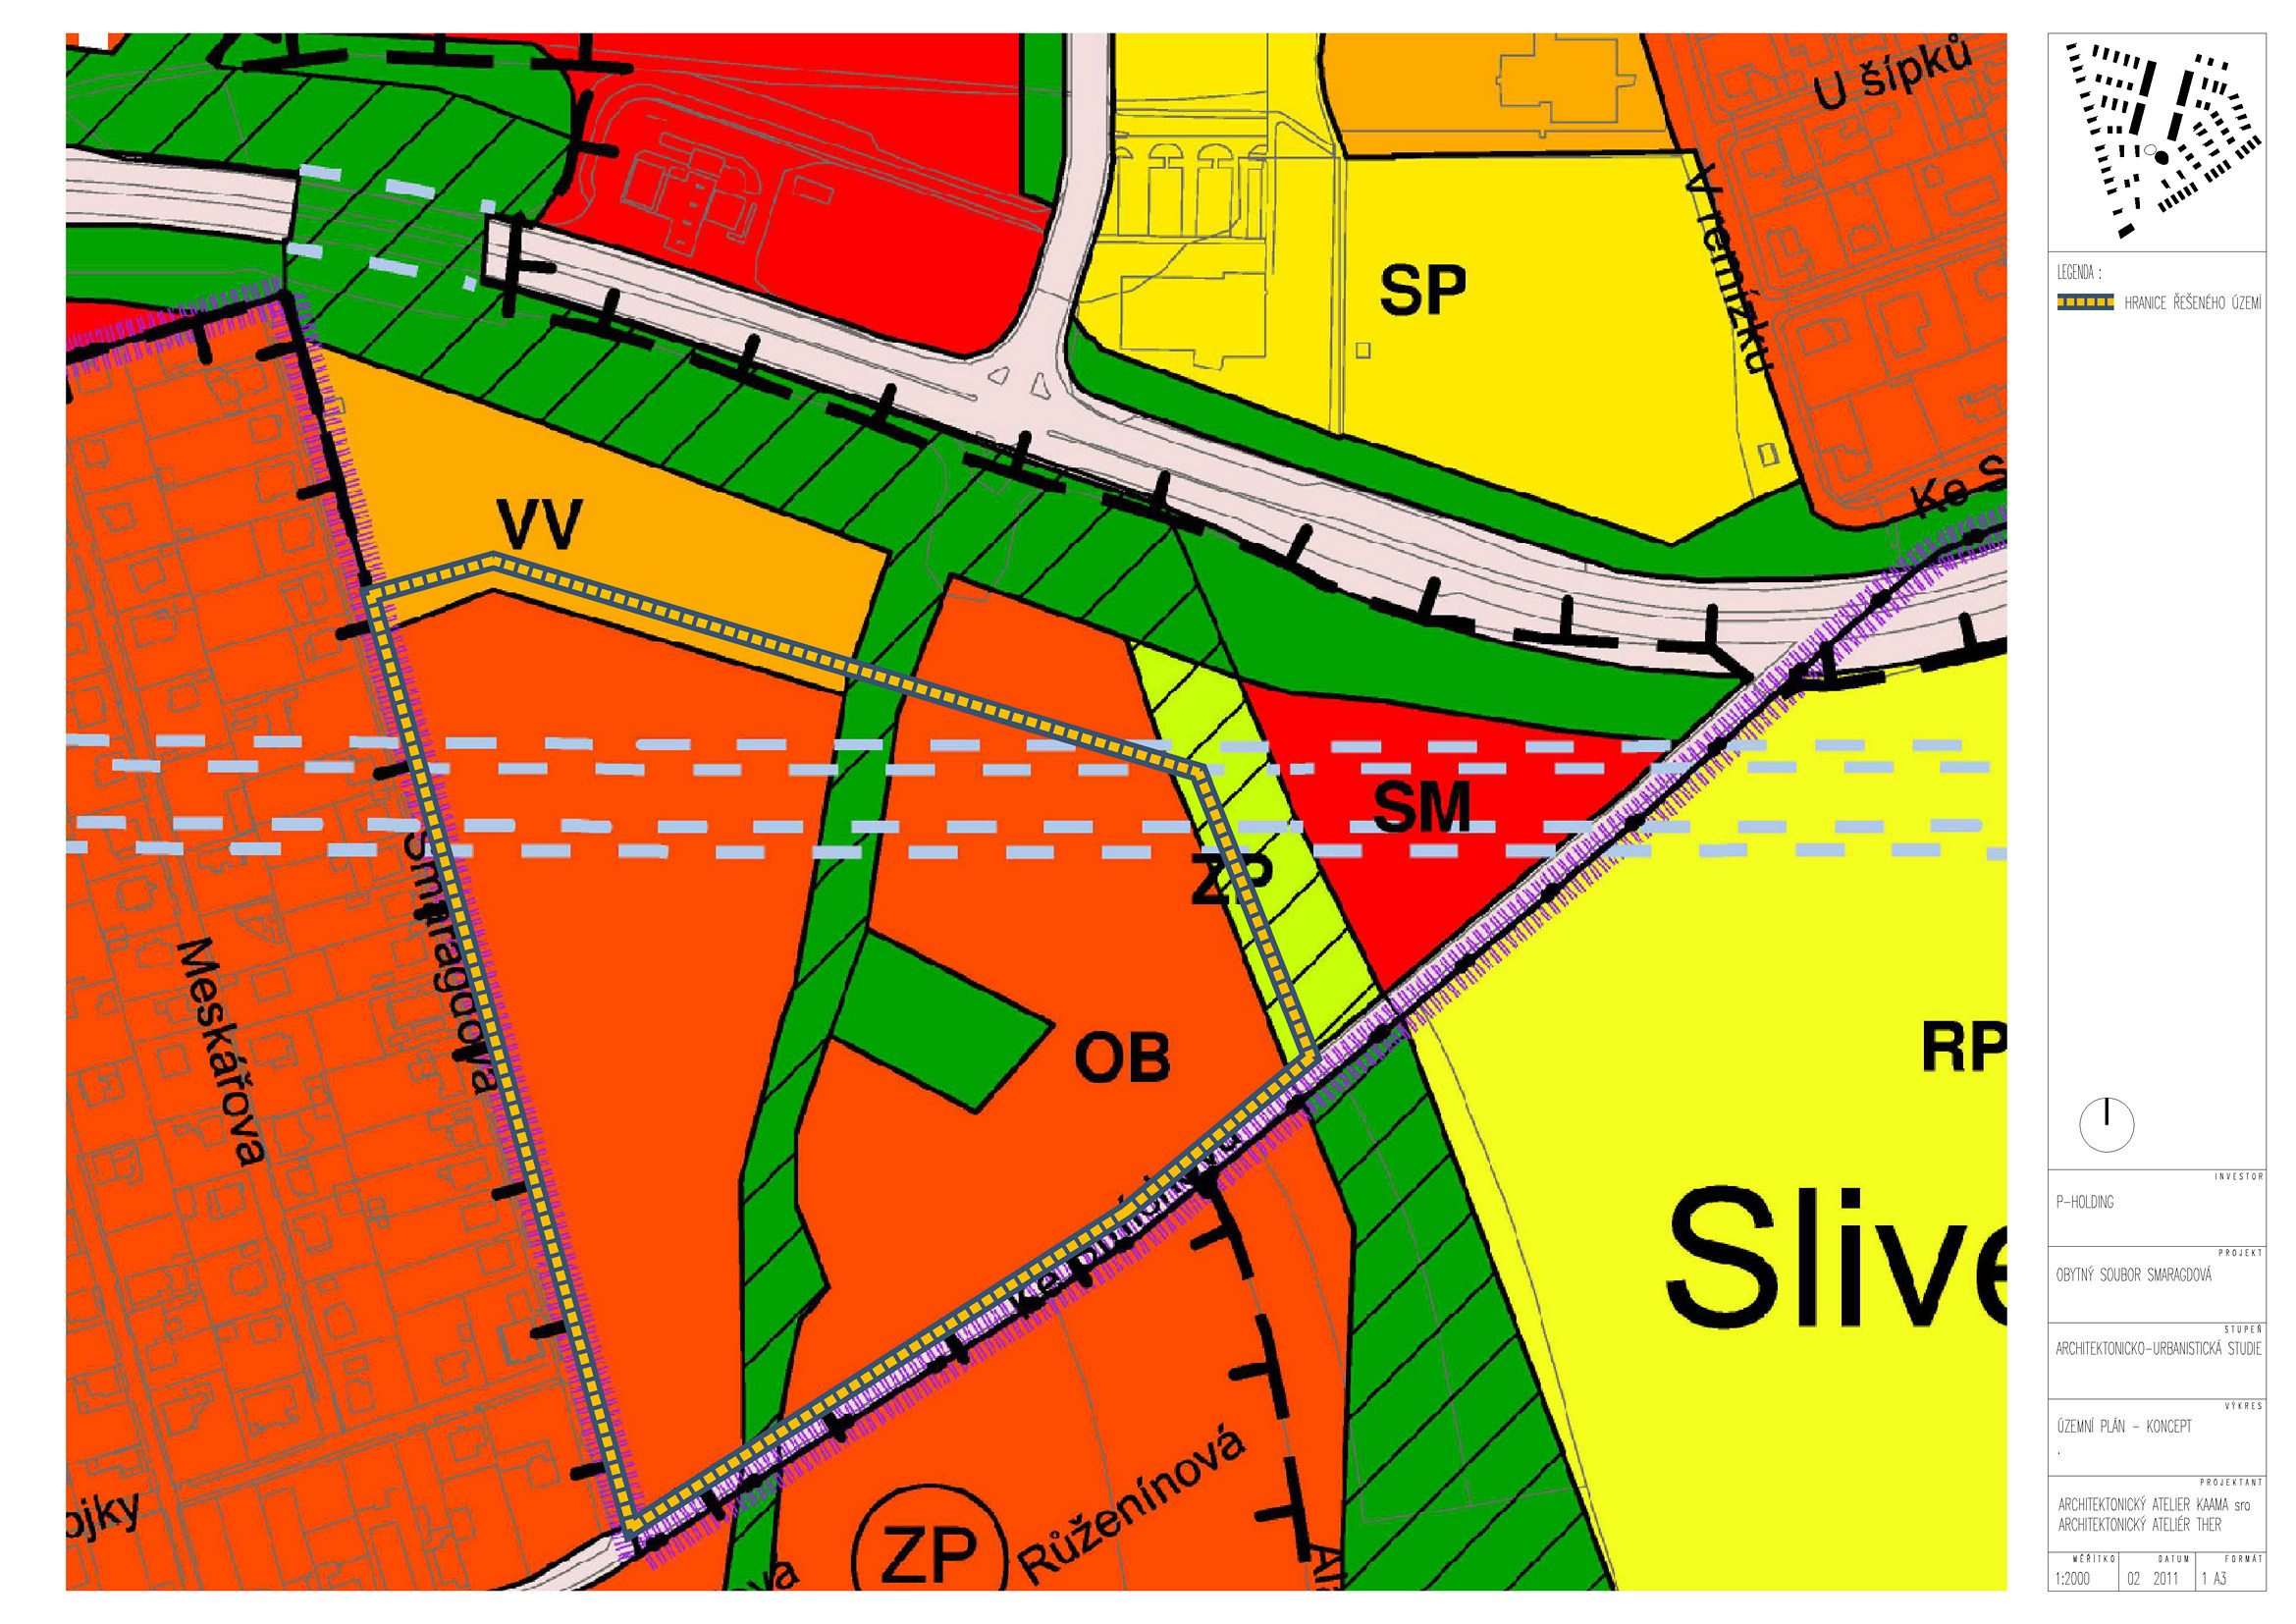 U šípků
V remízku
SP
Ke S
VV
SM
ZP
Smaragdová
Meskářova
OB
RP
Slive
Růženínová
ZP
ojky
va
LEGENDA :
HRANICE ŘEŠENÉHO ÚZEMÍ
INVESTOR
P-HOLDING
PROJEKT
OBYTNÝ SOUBOR SMARAGDOVÁ
STUPEŇ
ARCHITEKTONICKO-URBANISTICKÁ STUDIE
VÝKRES
ÚZEMNÍ PLÁN - KONCEPT
.
PROJEKTANT
ARCHITEKTONICKÝ ATELIER KAAMA sro
ARCHITEKTONICKÝ ATELIÉR THER
MĚŘÍTKO DATUM FORMÁT
1:2000 02 2011 1 A3